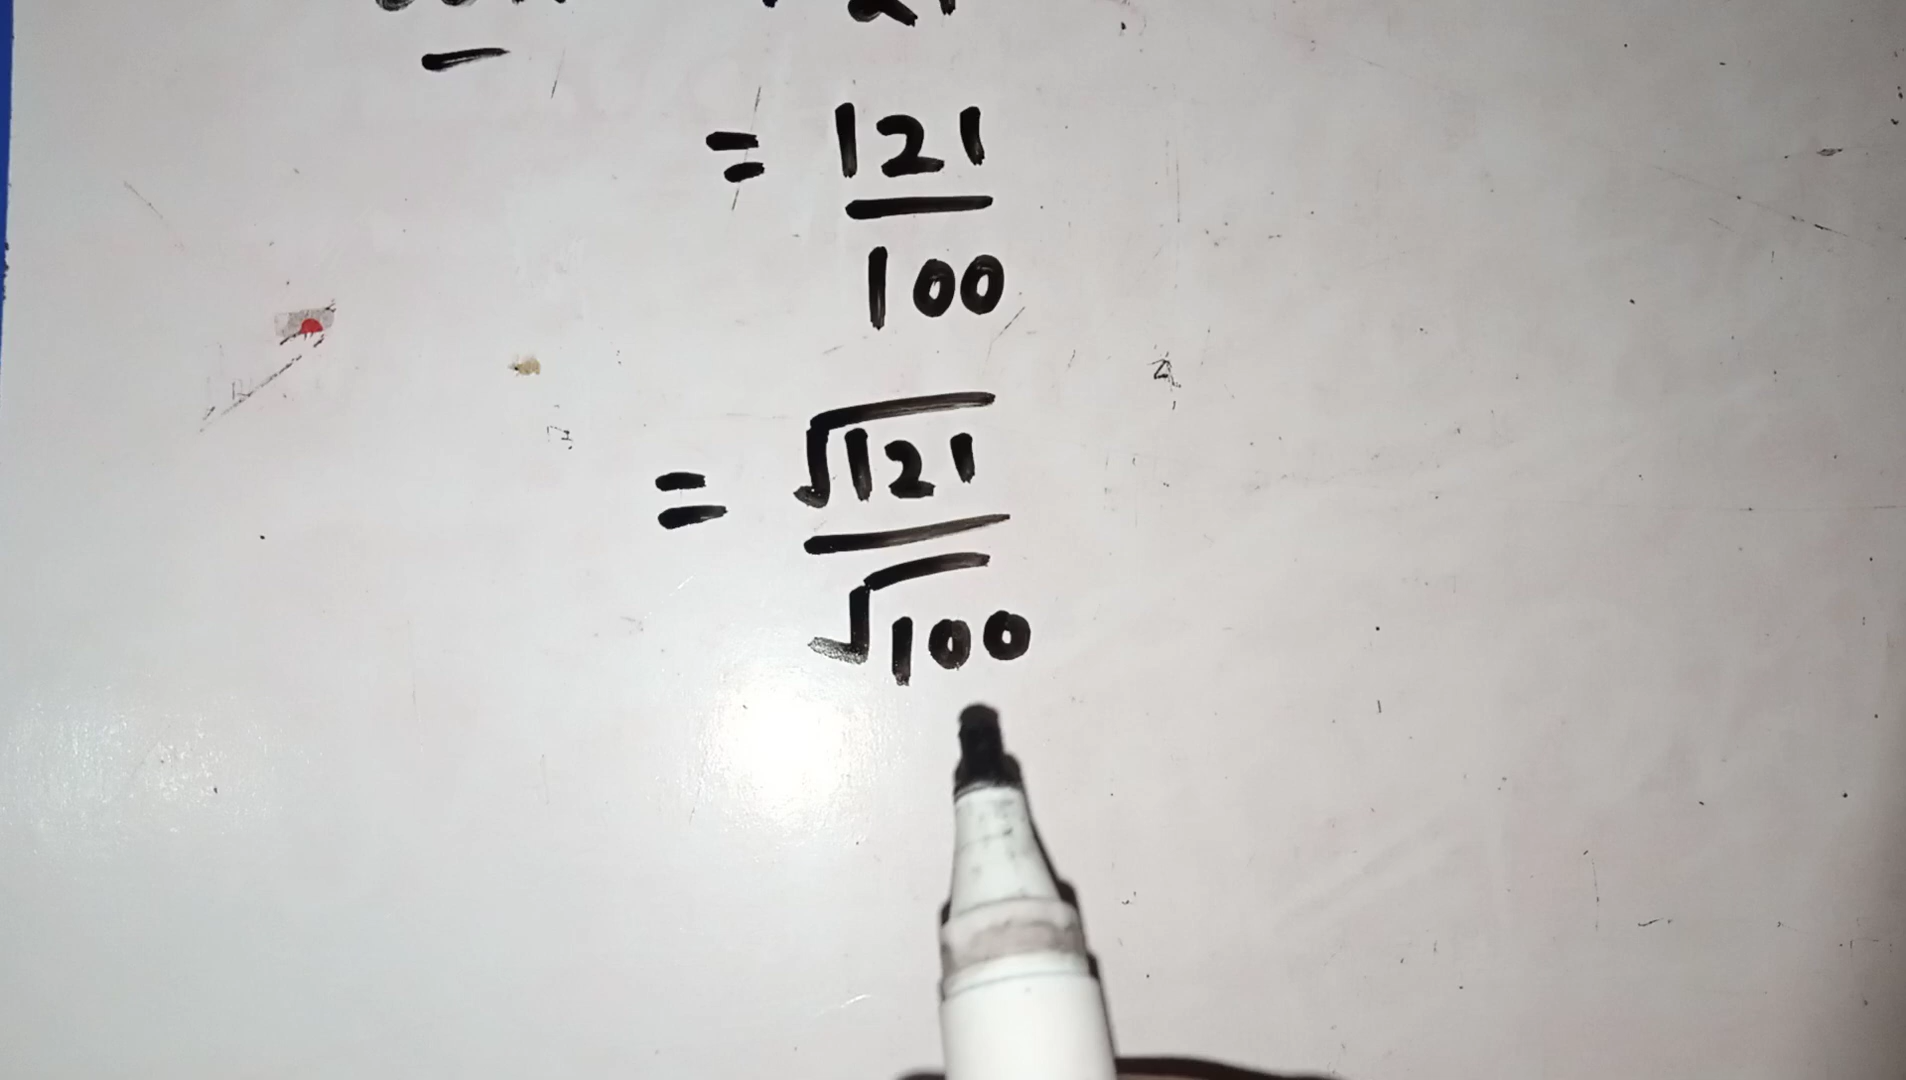 = 121
100
= √121
√100